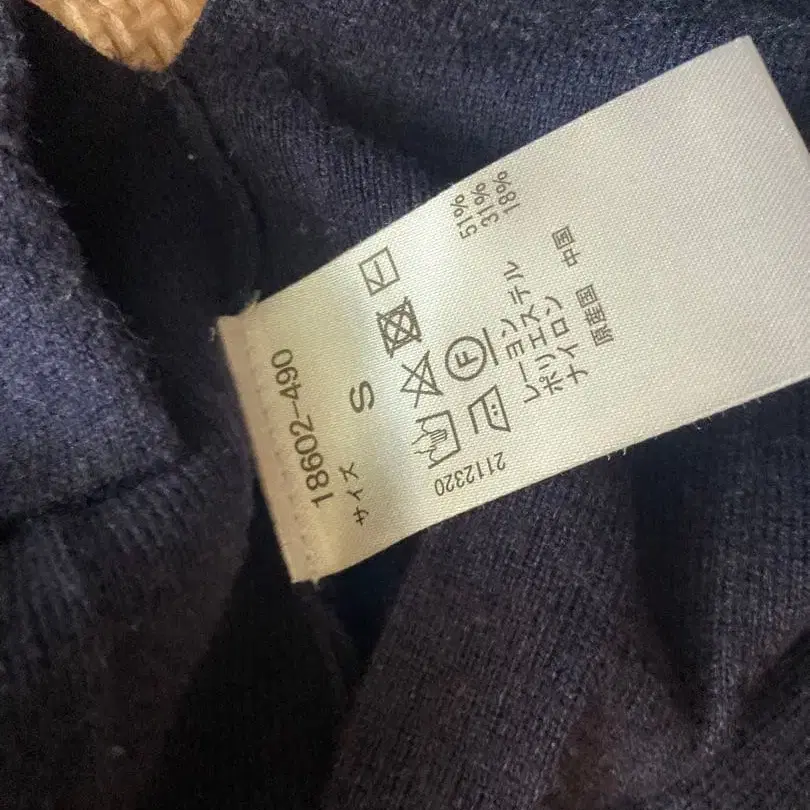 18602-490
サイズ S
F
2112320
レーヨン 51%
ポリエステル 31%
ナイロン 18%
原産国 中国